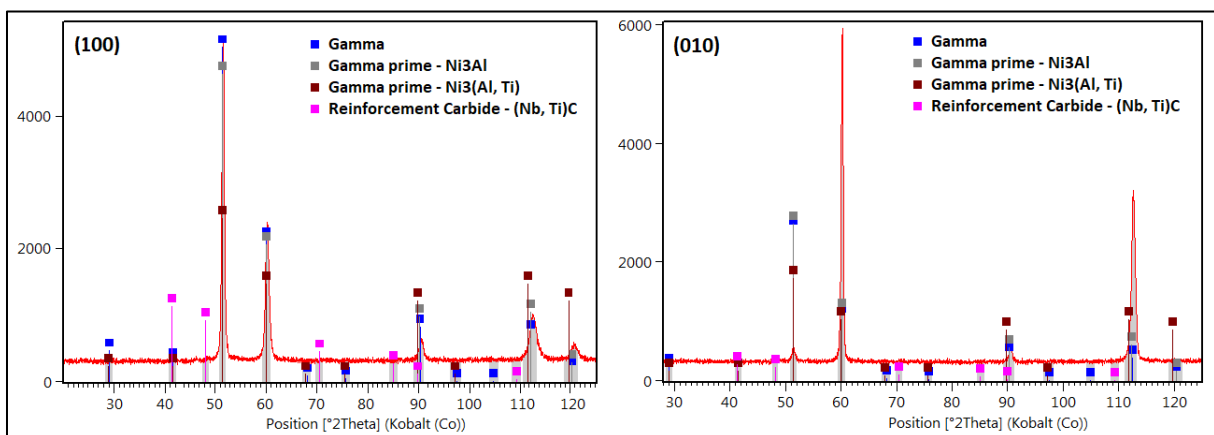 (100)
Gamma
Gamma prime - Ni3Al
Gamma prime - Ni3(Al, Ti)
Reinforcement Carbide - (Nb, Ti)C
4000
2000
0
30 40 50 60 70 80 90 100 110 120
Position [°2Theta] (Kobalt (Co))
(010)
Gamma
Gamma prime - Ni3Al
Gamma prime - Ni3(Al, Ti)
Reinforcement Carbide - (Nb, Ti)C
6000
4000
2000
0
30 40 50 60 70 80 90 100 110 120
Position [°2Theta] (Kobalt (Co))